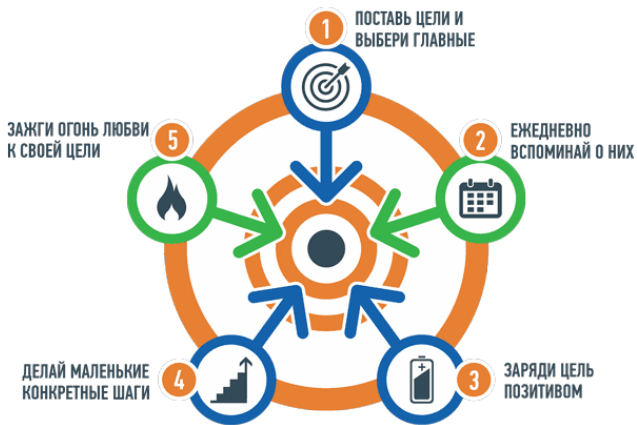 1
ПОСТАВЬ ЦЕЛИ И
ВЫБЕРИ ГЛАВНЫЕ
2
ЕЖЕДНЕВНО
ВСПОМИНАЙ О НИХ
3
ЗАРЯДИ ЦЕЛЬ
ПОЗИТИВОМ
4
ДЕЛАЙ МАЛЕНЬКИЕ
КОНКРЕТНЫЕ ШАГИ
5
ЗАЖГИ ОГОНЬ ЛЮБВИ
К СВОЕЙ ЦЕЛИ